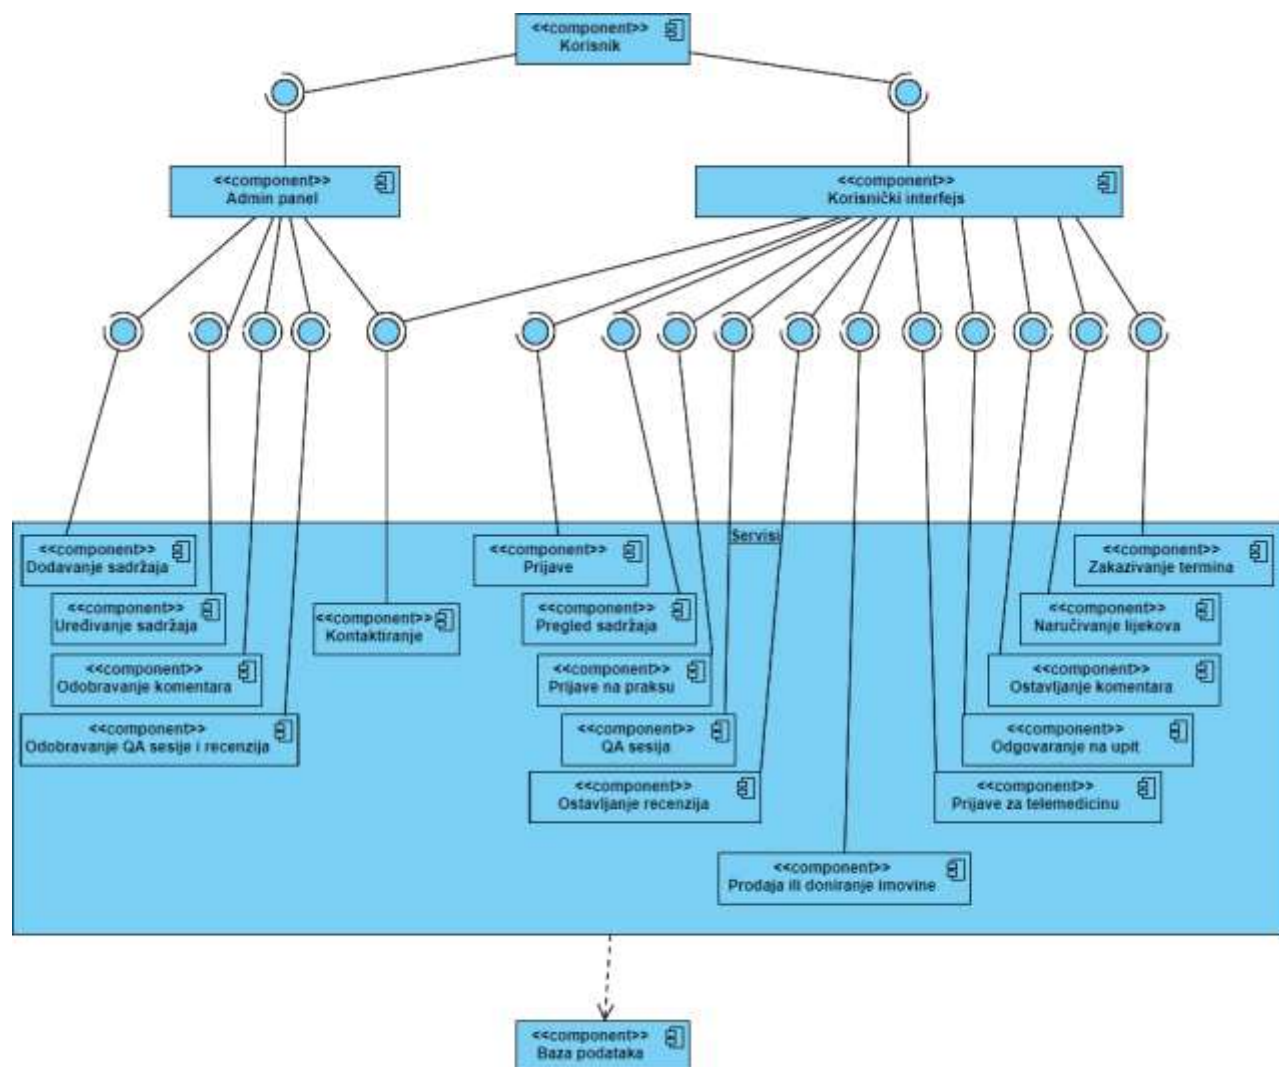 <<component>>
Korisnik
<<component>>
Admin panel
<<component>>
Korisnički interfejs
Servisi
<<component>>
Dodavanje sadržaja
<<component>>
Prijave
<<component>>
Zakazivanje termina
<<component>>
Uređivanje sadržaja
<<component>>
Kontaktiranje
<<component>>
Pregled sadržaja
<<component>>
Naručivanje lijekova
<<component>>
Odobravanje komentara
<<component>>
Prijave na praksu
<<component>>
Ostavljanje komentara
<<component>>
Odobravanje QA sesije i recenzija
<<component>>
QA sesija
<<component>>
Odgovaranje na upit
<<component>>
Ostavljanje recenzija
<<component>>
Prijave za telemedicinu
<<component>>
Prodaja ili doniranje imovine
<<component>>
Baza podataka